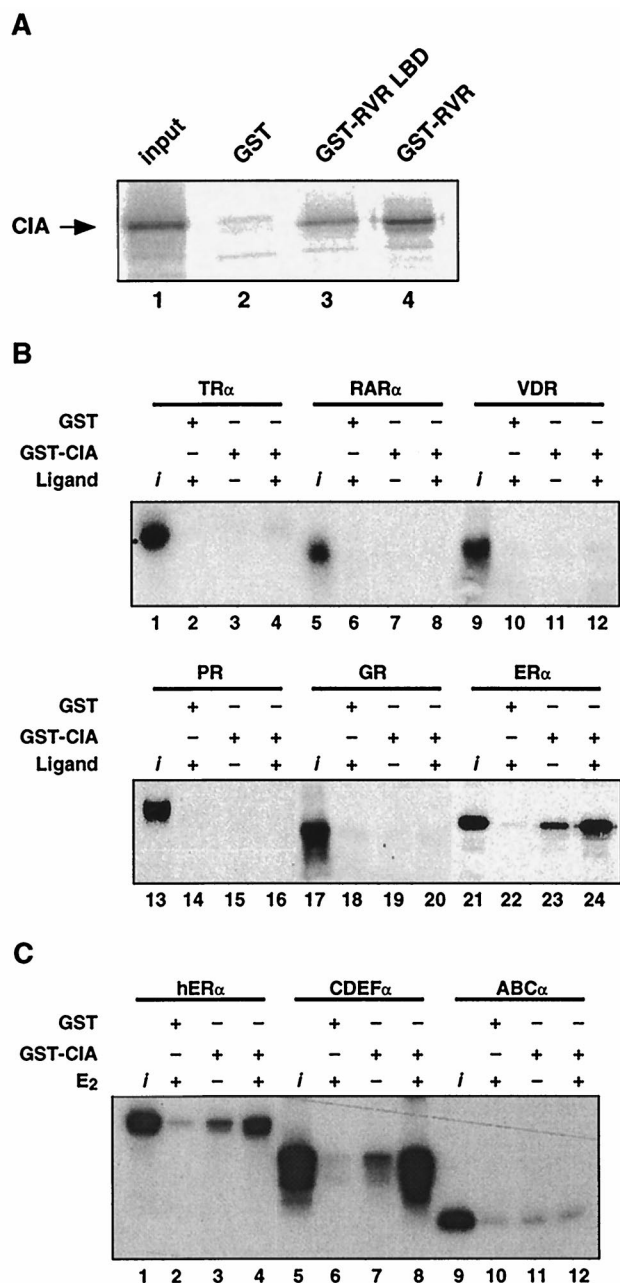 A
input GST GST-RVR LBD GST-RVR
CIA
1 2 3 4
B
TRα RARα VDR
GST + – – + – – + – –
GST-CIA – + + – + + – + +
Ligand i + – + i + – + i + – +
1 2 3 4 5 6 7 8 9 10 11 12
PR GR ERα
GST + – – + – – + – –
GST-CIA – + + – + + – + +
Ligand i + – + i + – + i + – +
13 14 15 16 17 18 19 20 21 22 23 24
C
hERα CDEFα ABCα
GST + – – + – – + – –
GST-CIA – + + – + + – + +
E2 i + – + i + – + i + – +
1 2 3 4 5 6 7 8 9 10 11 12